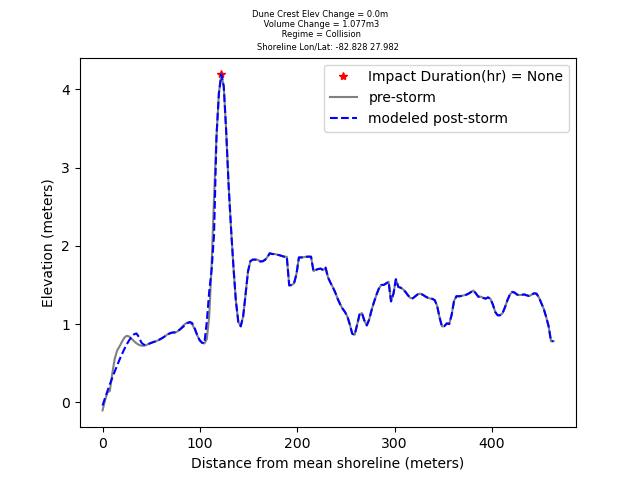 Dune Crest Elev Change = 0.0m
Volume Change = 1.077m3
Regime = Collision
Shoreline Lon/Lat: -82.828 27.982
Impact Duration(hr) = None
pre-storm
modeled post-storm
4
3
2
1
0
Elevation (meters)
0 100 200 300 400
Distance from mean shoreline (meters)